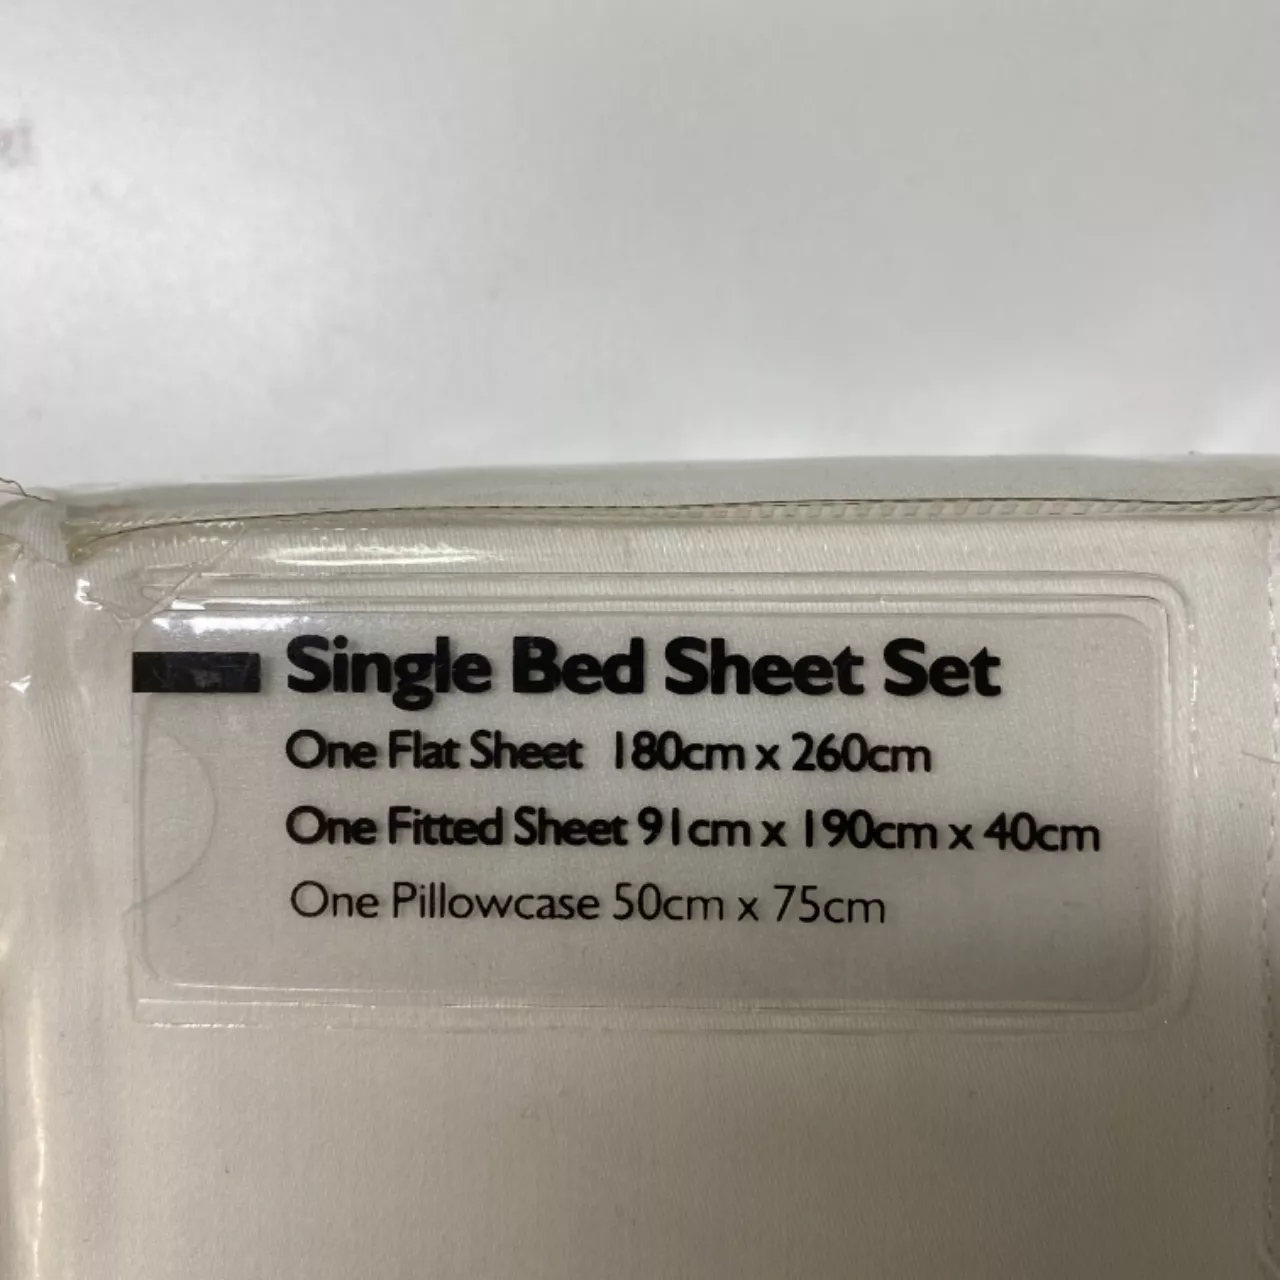 Single Bed Sheet Set
One Flat Sheet 180cm x 260cm
One Fitted Sheet 91cm x 190cm x 40cm
One Pillowcase 50cm x 75cm